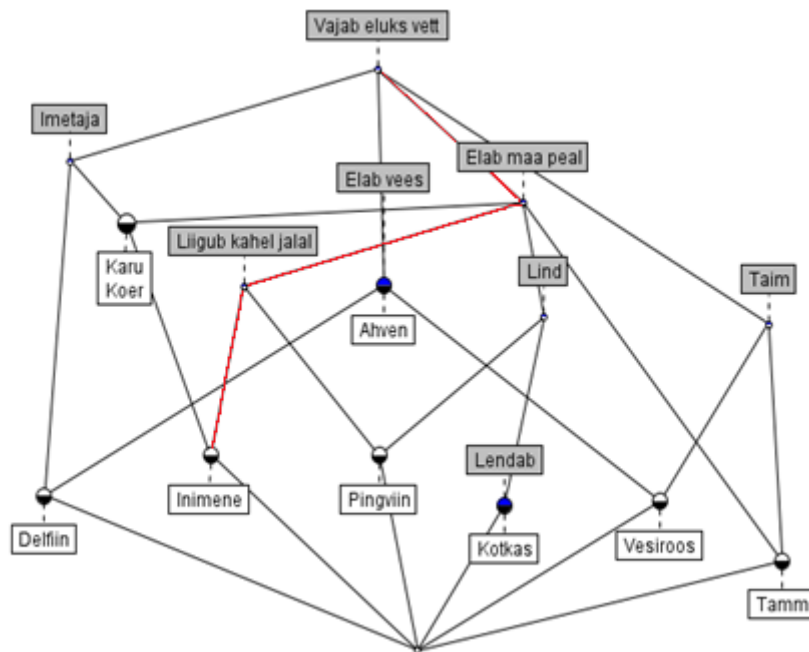 Vajab eluks vett
Imetaja
Elab maa peal
Elab vees
Liigub kahel jalal
Karu
Koer
Lind
Taim
Ahven
Lendab
Inimene
Pingviin
Delfiin
Kotkas
Vesiroos
Tamm